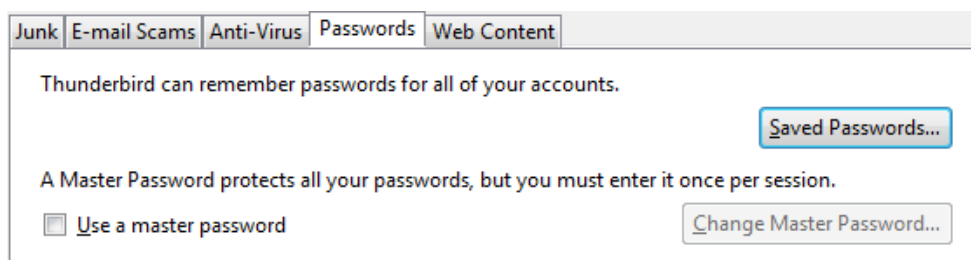 Junk E-mail Scams Anti-Virus Passwords Web Content
Thunderbird can remember passwords for all of your accounts.
Saved Passwords...
A Master Password protects all your passwords, but you must enter it once per session.
Use a master password Change Master Password...